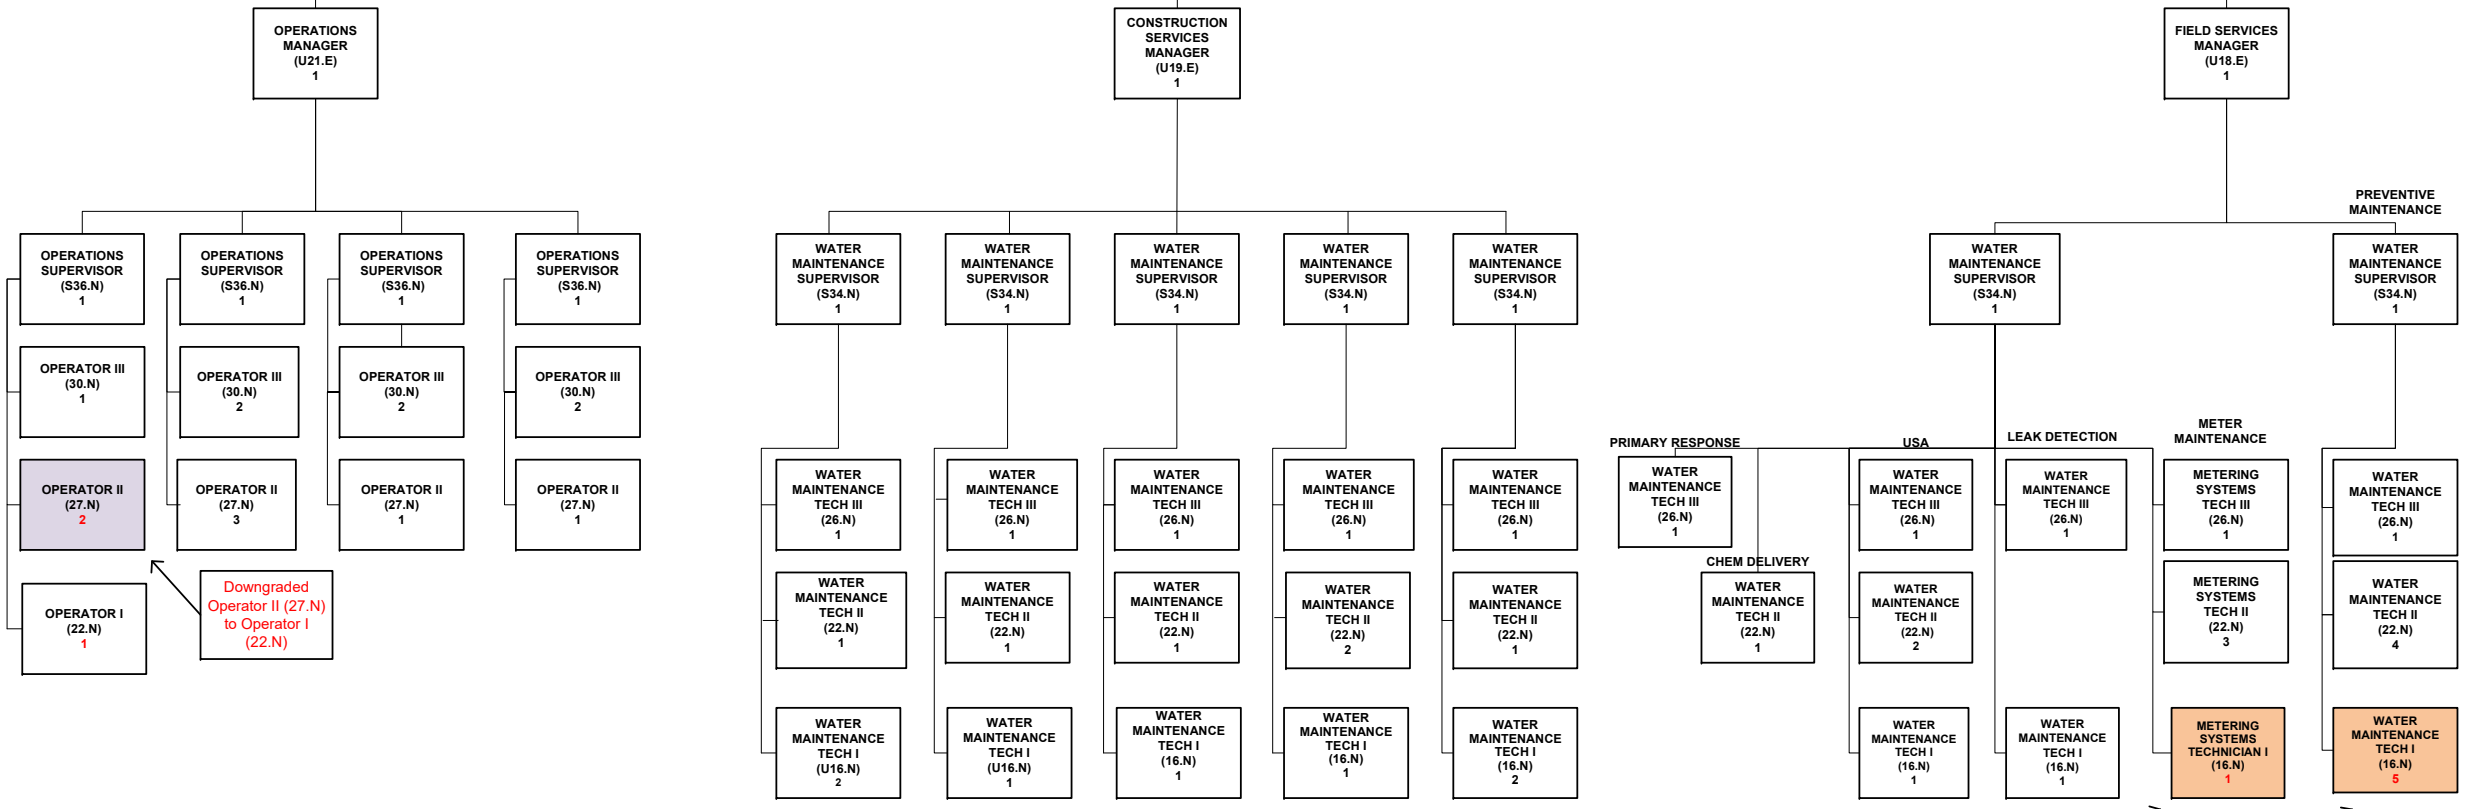 OPERATIONS
MANAGER
(U21.E)
1
CONSTRUCTION
SERVICES
MANAGER
(U19.E)
1
FIELD SERVICES
MANAGER
(U18.E)
1
PREVENTIVE
MAINTENANCE
OPERATIONS
SUPERVISOR
(S36.N)
1
OPERATIONS
SUPERVISOR
(S36.N)
1
OPERATIONS
SUPERVISOR
(S36.N)
1
OPERATIONS
SUPERVISOR
(S36.N)
1
WATER
MAINTENANCE
SUPERVISOR
(S34.N)
1
WATER
MAINTENANCE
SUPERVISOR
(S34.N)
1
WATER
MAINTENANCE
SUPERVISOR
(S34.N)
1
WATER
MAINTENANCE
SUPERVISOR
(S34.N)
1
WATER
MAINTENANCE
SUPERVISOR
(S34.N)
1
WATER
MAINTENANCE
SUPERVISOR
(S34.N)
1
WATER
MAINTENANCE
SUPERVISOR
(S34.N)
1
OPERATOR III
(30.N)
1
OPERATOR III
(30.N)
2
OPERATOR III
(30.N)
2
OPERATOR III
(30.N)
2
PRIMARY RESPONSE
USA
LEAK DETECTION
METER
MAINTENANCE
OPERATOR II
(27.N)
2
OPERATOR II
(27.N)
3
OPERATOR II
(27.N)
1
OPERATOR II
(27.N)
1
WATER
MAINTENANCE
TECH III
(26.N)
1
WATER
MAINTENANCE
TECH III
(26.N)
1
WATER
MAINTENANCE
TECH III
(26.N)
1
WATER
MAINTENANCE
TECH III
(26.N)
1
WATER
MAINTENANCE
TECH III
(26.N)
1
WATER
MAINTENANCE
TECH III
(26.N)
1
WATER
MAINTENANCE
TECH III
(26.N)
1
WATER
MAINTENANCE
TECH III
(26.N)
1
METERING
SYSTEMS
TECH III
(26.N)
1
WATER
MAINTENANCE
TECH III
(26.N)
1
CHEM DELIVERY
OPERATOR I
(22.N)
1
Downgraded
Operator II (27.N)
to Operator I
(22.N)
WATER
MAINTENANCE
TECH II
(22.N)
1
WATER
MAINTENANCE
TECH II
(22.N)
1
WATER
MAINTENANCE
TECH II
(22.N)
1
WATER
MAINTENANCE
TECH II
(22.N)
2
WATER
MAINTENANCE
TECH II
(22.N)
1
WATER
MAINTENANCE
TECH II
(22.N)
1
WATER
MAINTENANCE
TECH II
(22.N)
2
METERING
SYSTEMS
TECH II
(22.N)
3
WATER
MAINTENANCE
TECH II
(22.N)
4
WATER
MAINTENANCE
TECH I
(U16.N)
2
WATER
MAINTENANCE
TECH I
(U16.N)
1
WATER
MAINTENANCE
TECH I
(16.N)
1
WATER
MAINTENANCE
TECH I
(16.N)
1
WATER
MAINTENANCE
TECH I
(16.N)
2
WATER
MAINTENANCE
TECH I
(16.N)
1
WATER
MAINTENANCE
TECH I
(16.N)
1
METERING
SYSTEMS
TECHNICIAN I
(16.N)
1
WATER
MAINTENANCE
TECH I
(16.N)
5